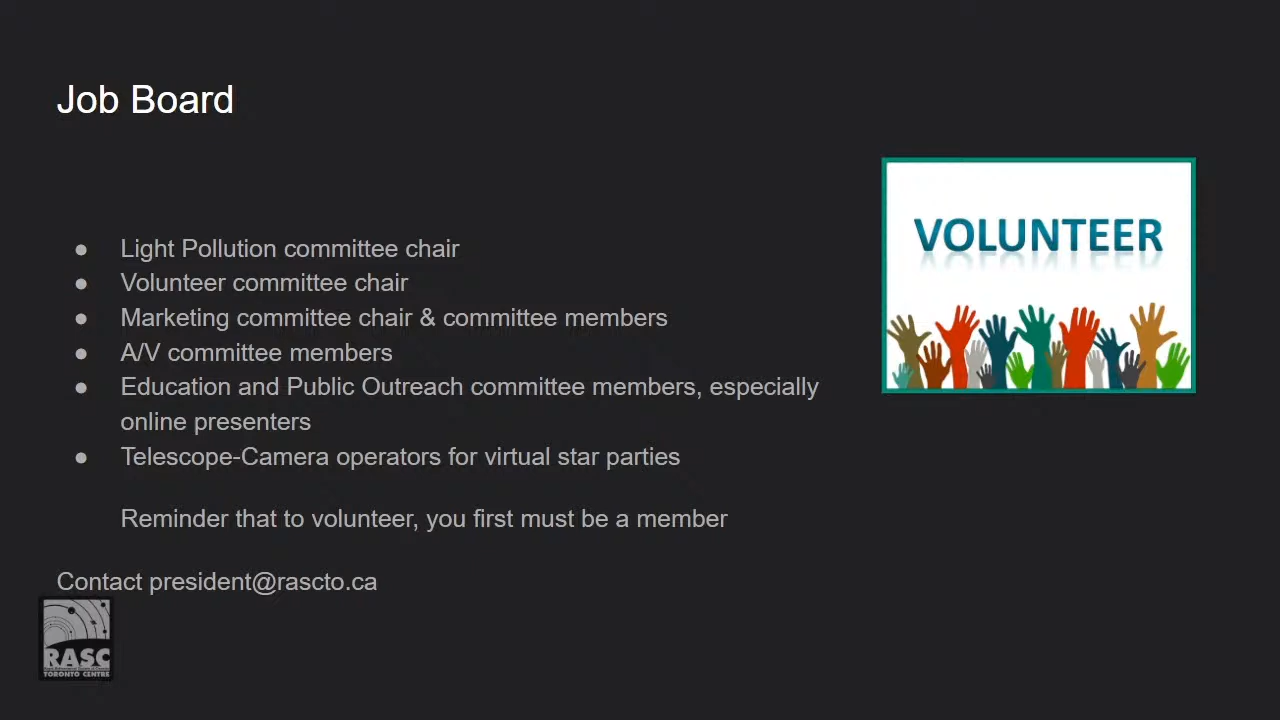 Job Board
VOLUNTEER
● Light Pollution committee chair
● Volunteer committee chair
● Marketing committee chair & committee members
● A/V committee members
● Education and Public Outreach committee members, especially
online presenters
● Telescope-Camera operators for virtual star parties
Reminder that to volunteer, you first must be a member
Contact president@rascto.ca
RASC
TORONTO CENTRE